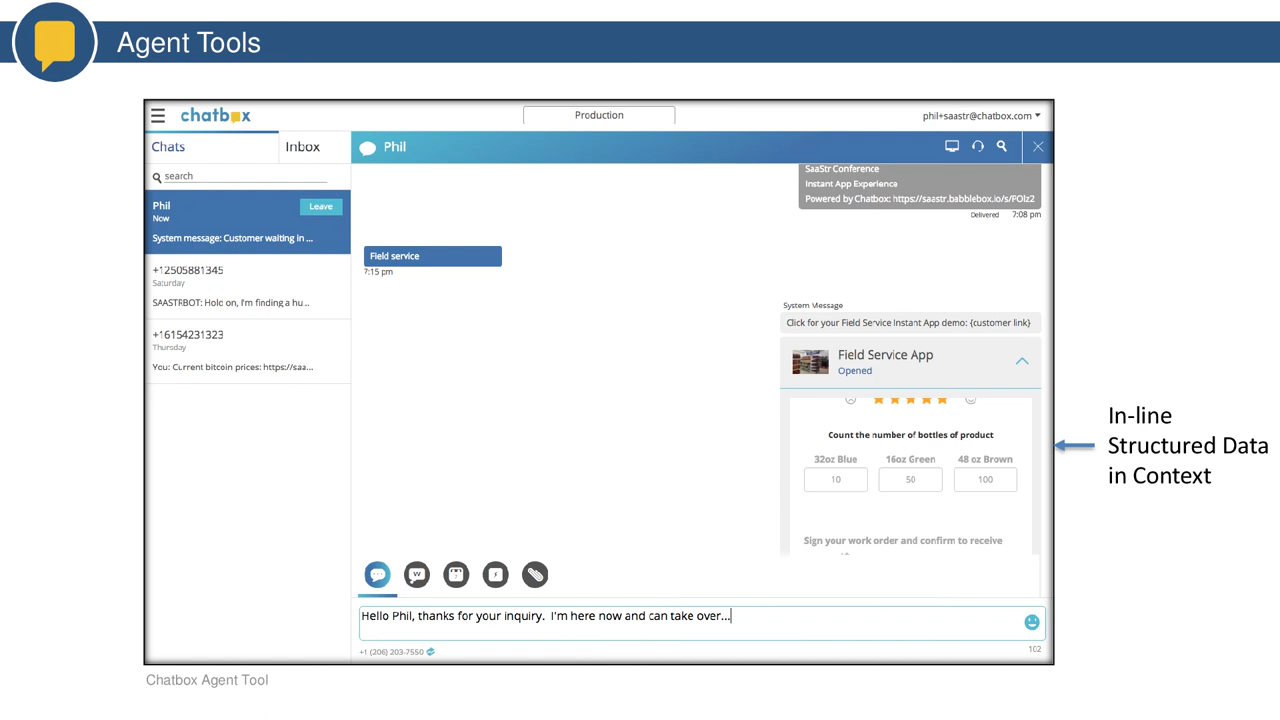 Agent Tools
chatbox
Production
phil+saastr@chatbox.com
Chats
Inbox
Phil
search
Phil
Leave
Now
System message: Customer waiting in ...
+12505881345
Saturday
SAASTRBOT: Hold on, I'm finding a hu...
+16154231323
Thursday
You: Current bitcoin prices: https://saa...
SaaStr Conference
Instant App Experience
Powered by Chatbox: https://saastr.babblebox.io/s/POlz2
Delivered 7:08 pm
Field service
7:15 pm
System Message
Click for your Field Service Instant App demo: {customer link}
Field Service App
Opened
Count the number of bottles of product
32oz Blue 16oz Green 48 oz Brown
10 50 100
Sign your work order and confirm to receive
Hello Phil, thanks for your inquiry. I'm here now and can take over...
+1 (206) 203-7550
102
In-line
Structured Data
in Context
Chatbox Agent Tool